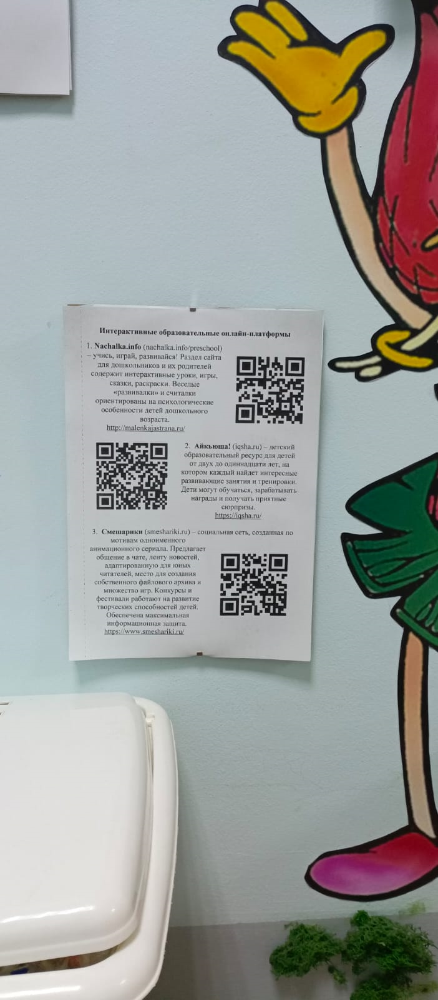 Интерактивные образовательные онлайн-платформы
1. Nachalka.info (nachalka.info/preschool)
– учись, играй, развивайся! Раздел сайта
для дошкольников и их родителей
содержит интерактивные уроки, игры,
сказки, раскраски. Веселые
«развивалки» и считалки
ориентированы на психологические
особенности детей дошкольного
возраста.
http://malenkajastrana.ru/
2. Айкьюша! (iqsha.ru) – детский
образовательный ресурс для детей
от двух до одиннадцати лет, на
котором каждый найдет интересные
развивающие занятия и тренировки.
Дети могут обучаться, зарабатывать
награды и получать приятные
сюрпризы.
https://iqsha.ru/
3. Смешарики (smeshariki.ru) – социальная сеть, созданная по
мотивам одноименного
анимационного сериала. Предлагает
общение в чате, ленту новостей,
адаптированную для юных
читателей, место для создания
собственного файлового архива и
множество игр. Конкурсы и
фестивали работают на развитие
творческих способностей детей.
Обеспечена максимальная
информационная защита.
https://www.smeshariki.ru/